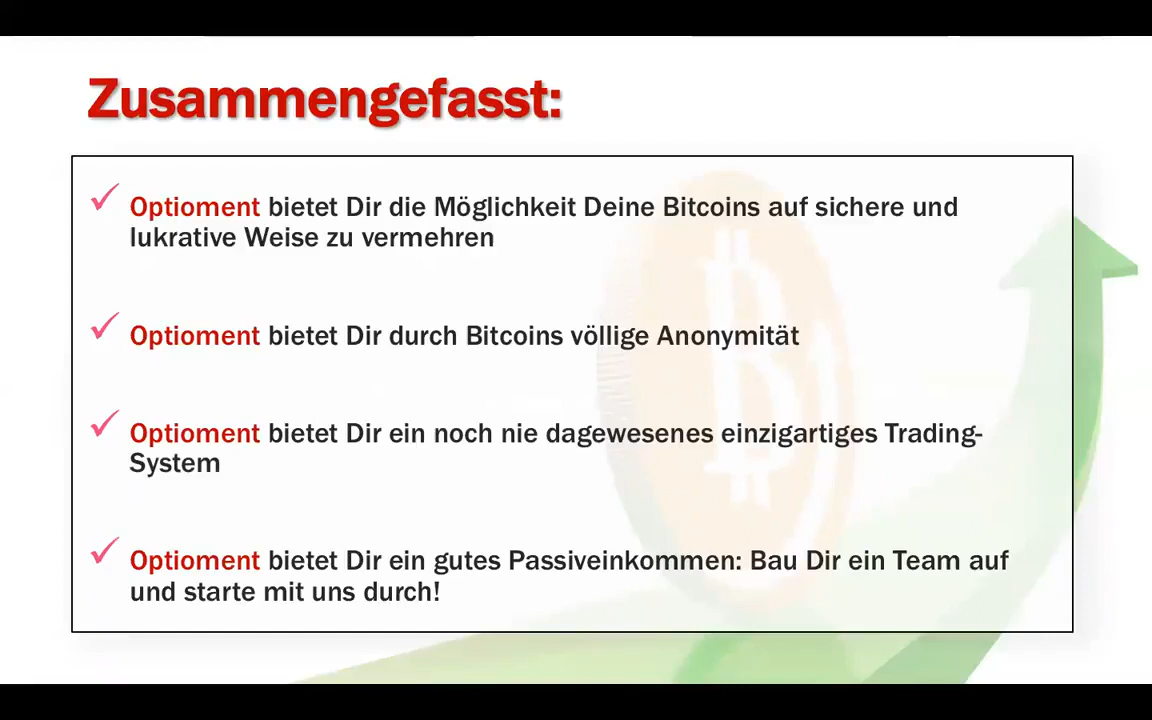 Zusammengefasst:
Optioment bietet Dir die Möglichkeit Deine Bitcoins auf sichere und
lukrative Weise zu vermehren
Optioment bietet Dir durch Bitcoins völlige Anonymität
Optioment bietet Dir ein noch nie dagewesenes einzigartiges Trading-
System
Optioment bietet Dir ein gutes Passiveinkommen: Bau Dir ein Team auf
und starte mit uns durch!